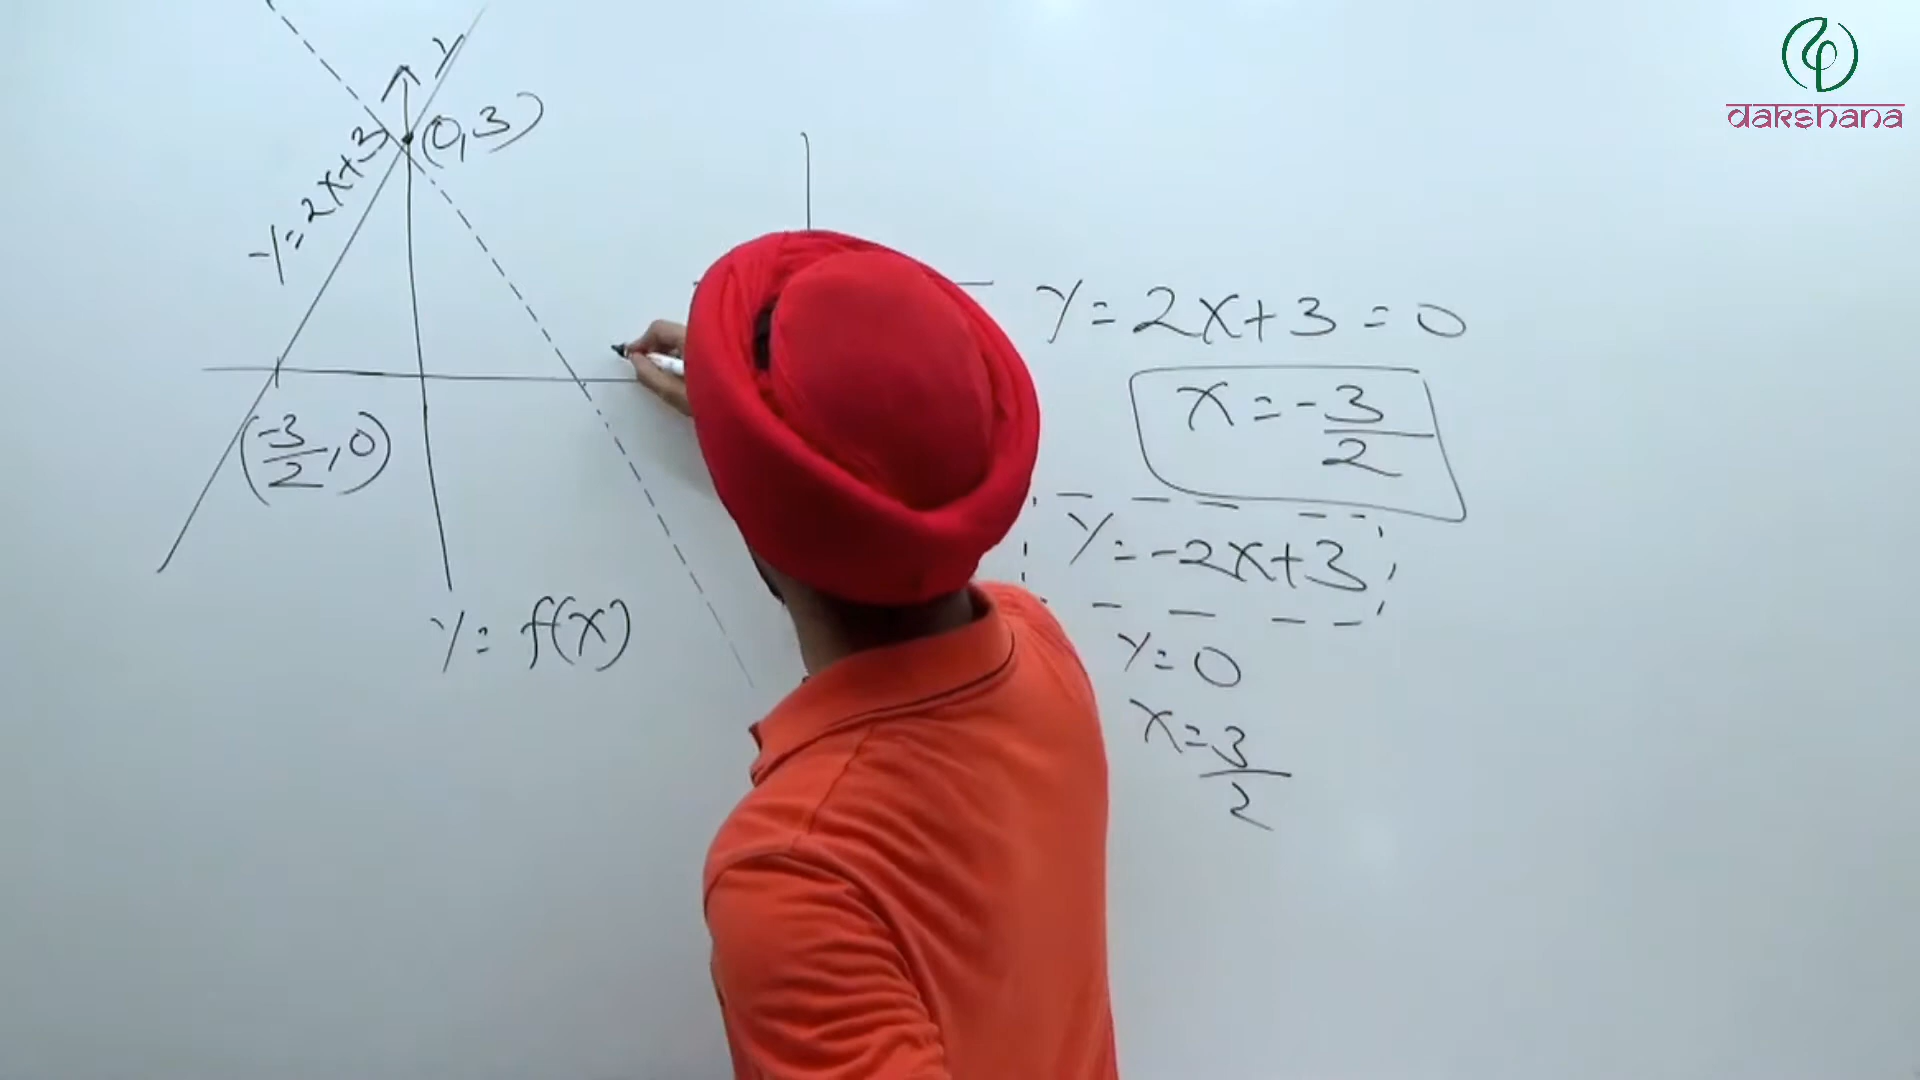 dakshana
Y
(0,3)
Y=2x+3
(-3/2,0)
Y= f(x)
Y=2x+3=0
x=-3/2
Y=-2x+3
Y=0
x=3/2